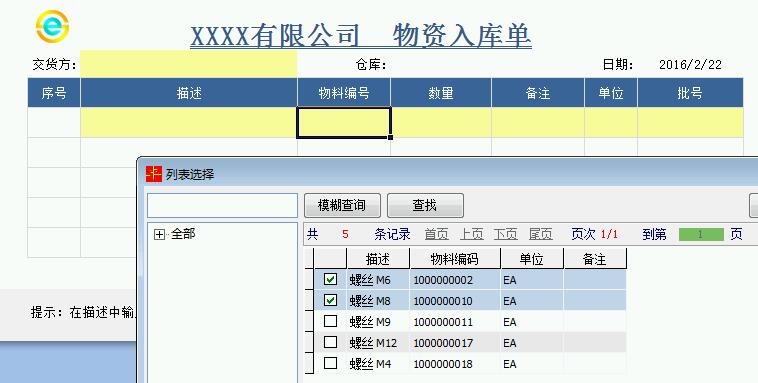 XXXX有限公司 物资入库单
交货方: 仓库: 日期: 2016/2/22
序号 描述 物料编号 数量 备注 单位 批号
列表选择
模糊查询 查找
全部
共 5 条记录 首页 上页 下页 尾页 页次 1/1 到第 1 页
描述 物料编码 单位 备注
螺丝 M6 1000000002 EA
螺丝 M8 1000000010 EA
螺丝 M9 1000000011 EA
螺丝 M12 1000000017 EA
螺丝 M4 1000000018 EA
提示: 在描述中输